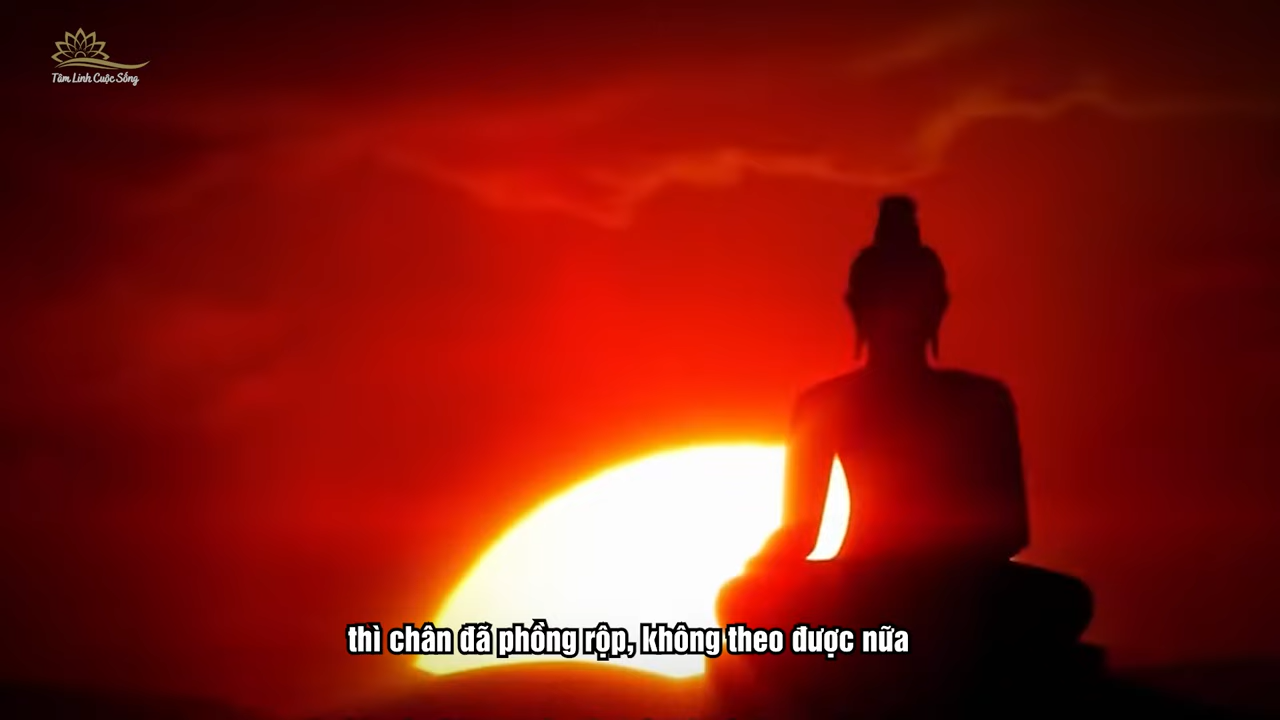 Tâm Linh Cuộc Sống
thì chân đã phồng rộp, không theo được nữa